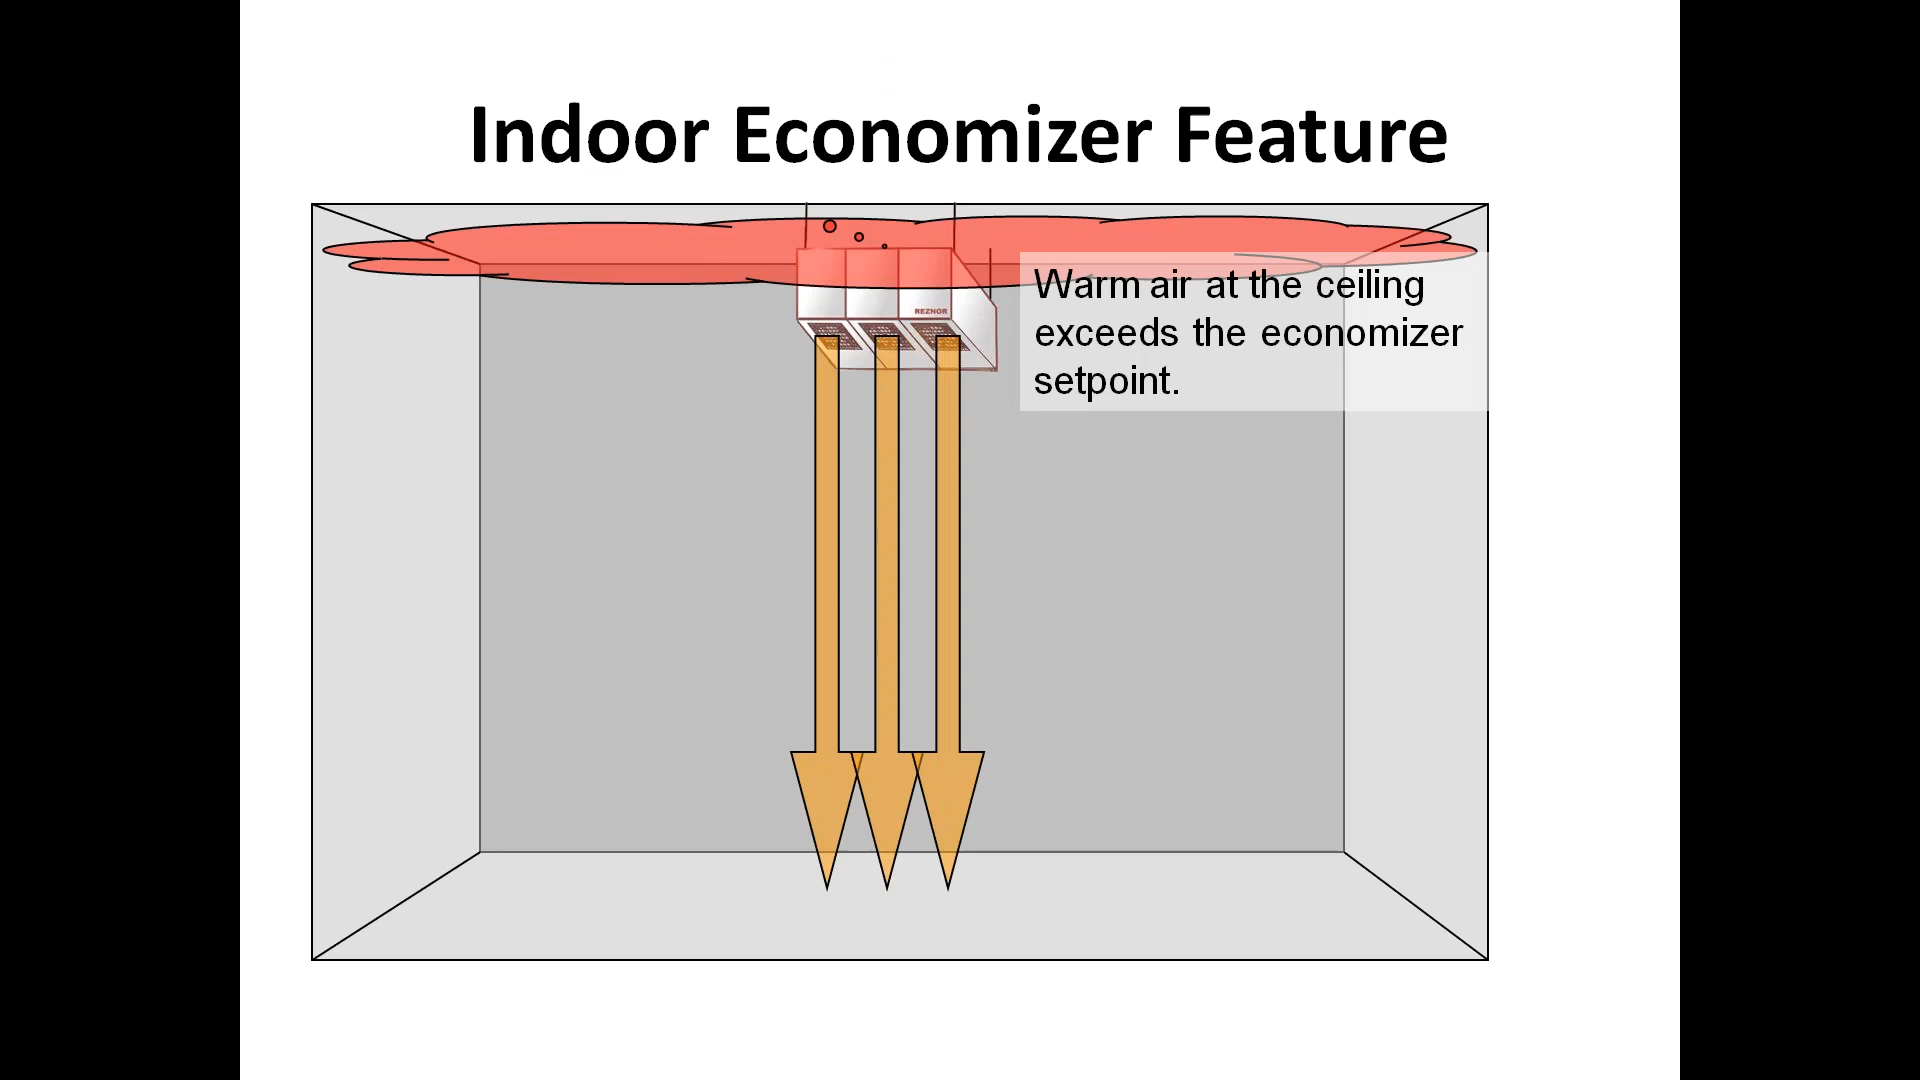 Indoor Economizer Feature
REZNOR
Warm air at the ceiling
exceeds the economizer
setpoint.